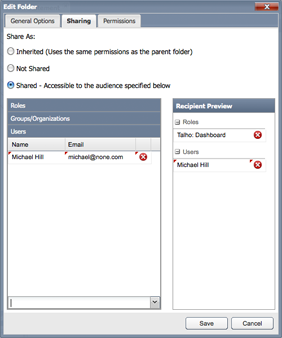 Edit Folder
General Options Sharing Permissions
Share As:
Inherited (Uses the same permissions as the parent folder)
Not Shared
Shared - Accessible to the audience specified below
Roles
Groups/Organizations
Users
Name Email
Michael Hill michael@none.com
Recipient Preview
Roles
Talho: Dashboard
Users
Michael Hill
Save Cancel